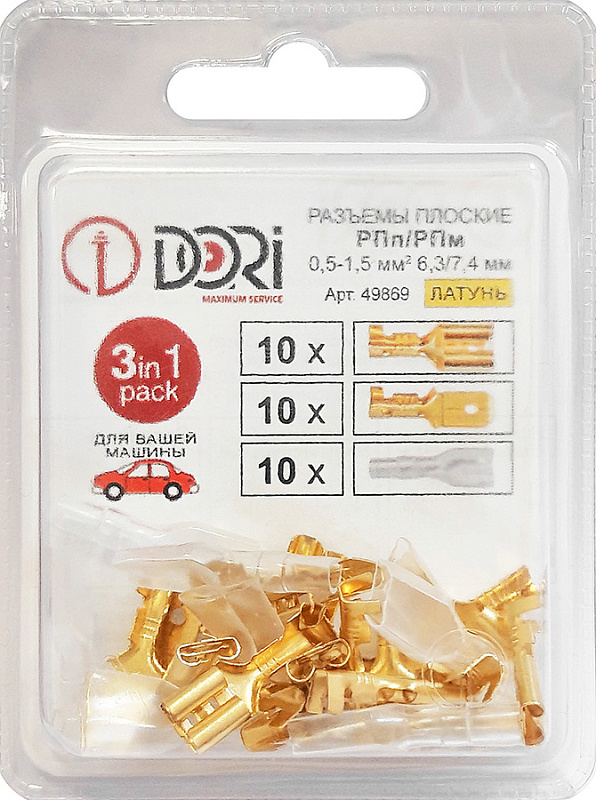 DORi
MAXIMUM SERVICE
РАЗЪЕМЫ ПЛОСКИЕ
РПп/РПм
0,5-1,5 мм² 6,3/7,4 мм
Арт. 49869 ЛАТУНЬ
3in1
pack
ДЛЯ ВАШЕЙ
МАШИНЫ
10 x
10 x
10 x